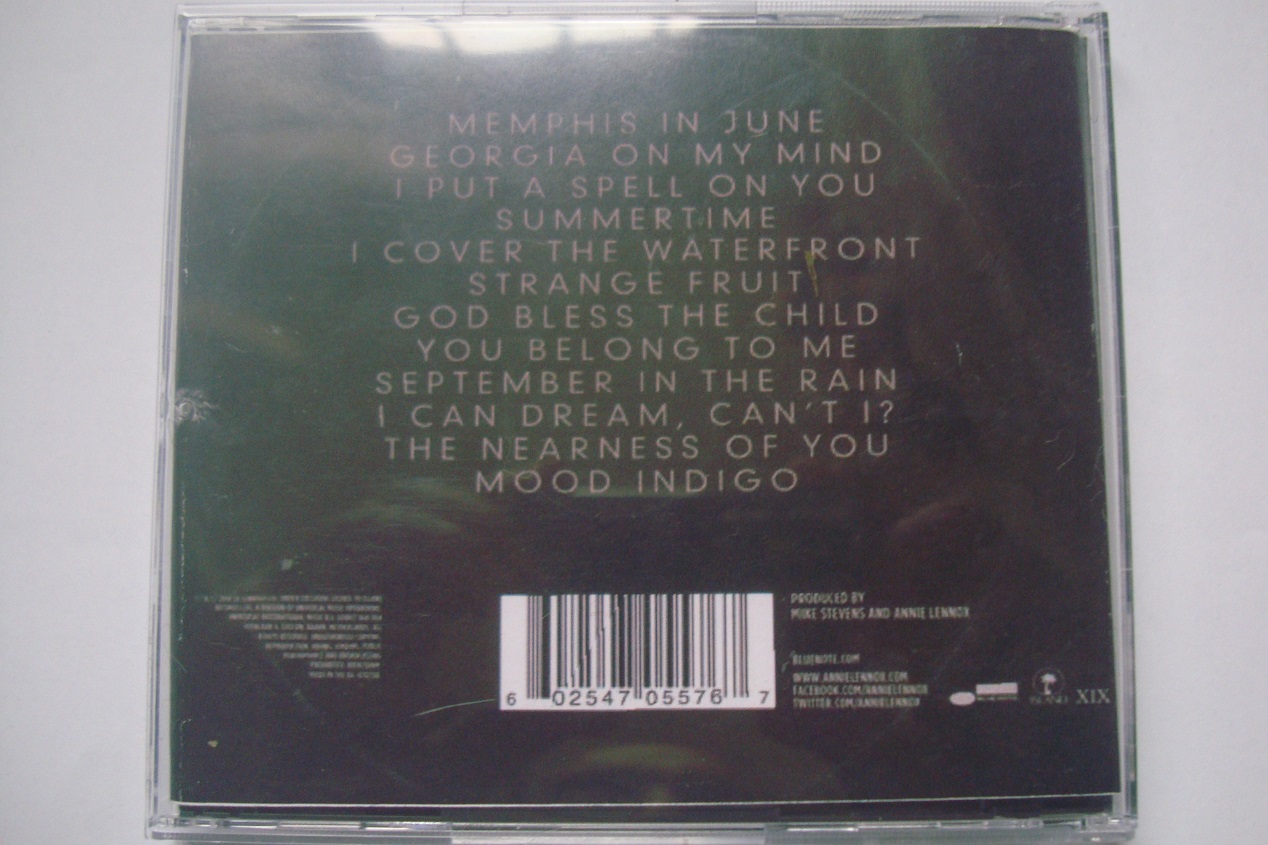 MEMPHIS IN JUNE
GEORGIA ON MY MIND
I PUT A SPELL ON YOU
SUMMERTIME
I COVER THE WATERFRONT
STRANGE FRUIT
GOD BLESS THE CHILD
YOU BELONG TO ME
SEPTEMBER IN THE RAIN
I CAN DREAM, CAN'T I?
THE NEARNESS OF YOU
MOOD INDIGO
6 02547 05576 7
PRODUCED BY
MIKE STEVENS AND ANNIE LENNOX
BLUENOTE.COM
WWW.ANNIELENNOX.COM
FACEBOOK.COM/ANNIELENNOX
TWITTER.COM/ANNIELENNOX
ISLAND
XIX